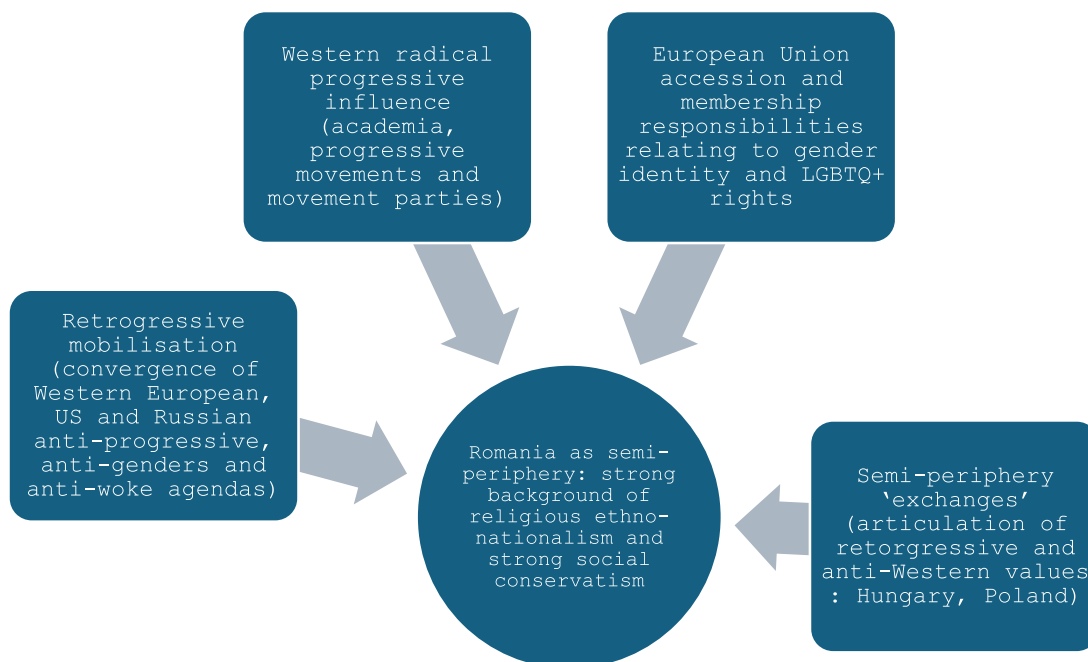 Western radical
progressive
influence
(academia,
progressive
movements and
movement parties)
European Union
accession and
membership
responsibilities
relating to gender
identity and LGBTQ+
rights
Retrogressive
mobilisation
(convergence of
Western European,
US and Russian
anti-progressive,
anti-genders and
anti-woke agendas)
Romania as semi-
periphery: strong
background of
religious ethno-
nationalism and
strong social
conservatism
Semi-periphery
‘exchanges’
(articulation of
retorgressive and
anti-Western values
: Hungary, Poland)